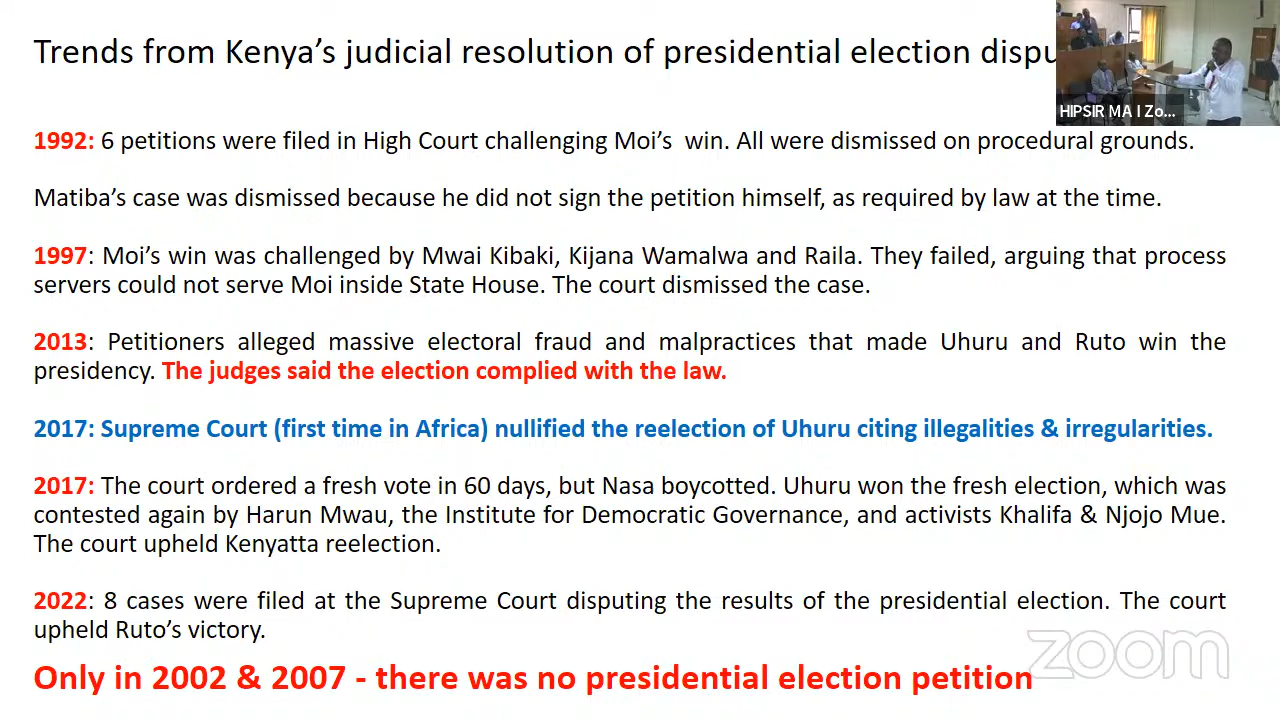 Trends from Kenya’s judicial resolution of presidential election
HIPSIR MA I Zo...
1992: 6 petitions were filed in High Court challenging Moi’s win. All were dismissed on procedural grounds.
Matiba’s case was dismissed because he did not sign the petition himself, as required by law at the time.
1997: Moi’s win was challenged by Mwai Kibaki, Kijana Wamalwa and Raila. They failed, arguing that process
servers could not serve Moi inside State House. The court dismissed the case.
2013: Petitioners alleged massive electoral fraud and malpractices that made Uhuru and Ruto win the
presidency. The judges said the election complied with the law.
2017: Supreme Court (first time in Africa) nullified the reelection of Uhuru citing illegalities & irregularities.
2017: The court ordered a fresh vote in 60 days, but Nasa boycotted. Uhuru won the fresh election, which was
contested again by Harun Mwau, the Institute for Democratic Governance, and activists Khalifa & Njojo Mue.
The court upheld Kenyatta reelection.
2022: 8 cases were filed at the Supreme Court disputing the results of the presidential election. The court
upheld Ruto’s victory.
zoom
Only in 2002 & 2007 - there was no presidential election petition